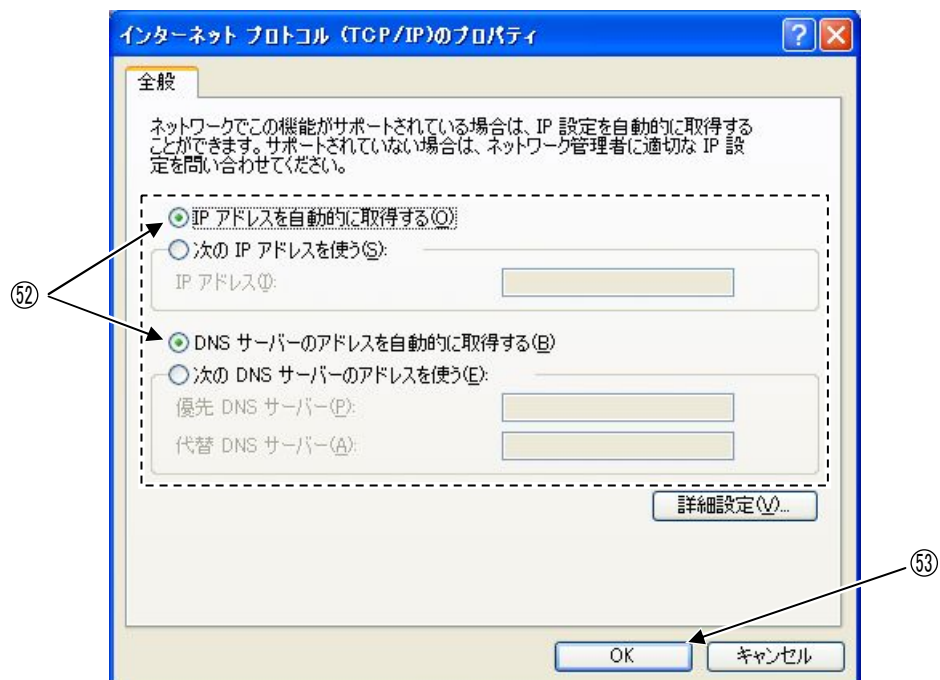 インターネット プロトコル (TCP/IP)のプロパティ
全般
ネットワークでこの機能がサポートされている場合は、IP 設定を自動的に取得する
ことができます。サポートされていない場合は、ネットワーク管理者に適切な IP 設
定を問い合わせてください。
IP アドレスを自動的に取得する(O)
次の IP アドレスを使う(S):
IP アドレス(I):
㊾
DNS サーバーのアドレスを自動的に取得する(B)
次の DNS サーバーのアドレスを使う(E):
優先 DNS サーバー(P):
代替 DNS サーバー(A):
詳細設定(V)...
53
OK
キャンセル